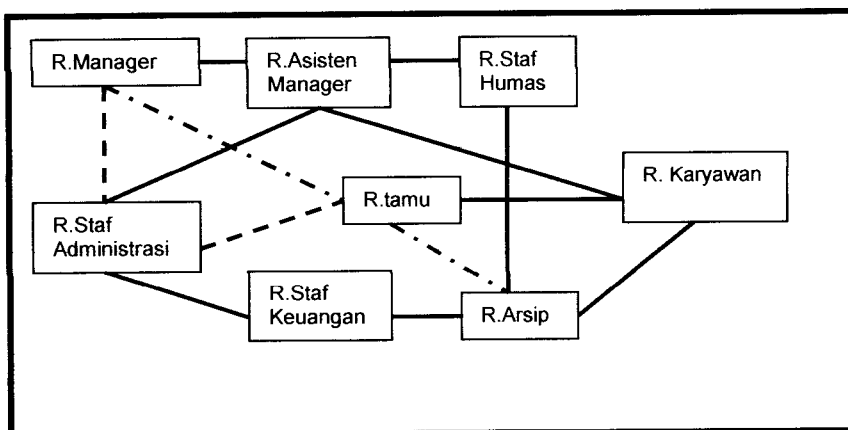 R.Manager
R.Asisten
Manager
R.Staf
Humas
R. Karyawan
R.tamu
R.Staf
Administrasi
R.Staf
Keuangan
R.Arsip